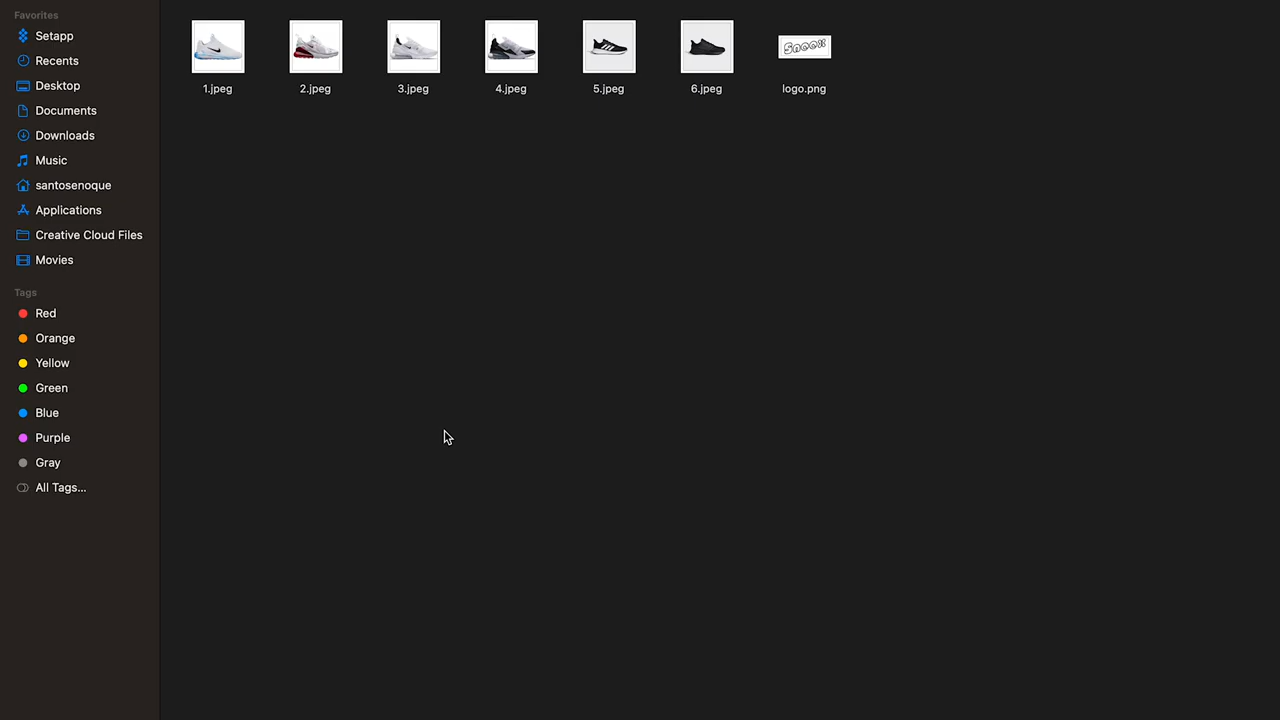 Favorites
Setapp
Recents
Desktop
Documents
Downloads
Music
santosenoque
Applications
Creative Cloud Files
Movies
Tags
Red
Orange
Yellow
Green
Blue
Purple
Gray
All Tags...
1.jpeg
2.jpeg
3.jpeg
4.jpeg
5.jpeg
6.jpeg
logo.png